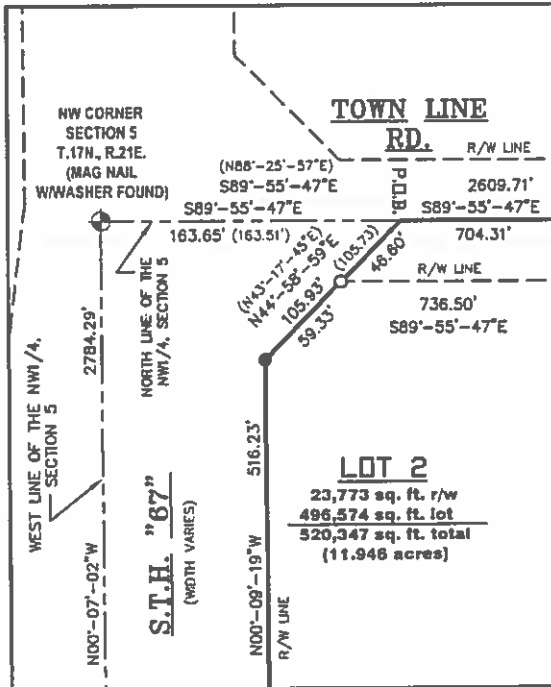 TOWN LINE
RD.
R/W LINE
NW CORNER
SECTION 5
T.17N., R.21E.
(MAG NAIL
W/WASHER FOUND)
(N88°-25'-57"E)
S89°-55'-47"E
2609.71'
S89°-55'-47"E
S89°-55'-47"E
P.O.B.
163.65' (163.51')
704.31'
(N43°-17'-45"E)
N44°-58'-59"E
105.93' (105.73)
46.60'
59.33'
R/W LINE
736.50'
S89°-55'-47"E
NORTH LINE OF THE
NW1/4, SECTION 5
2784.29'
WEST LINE OF THE NW1/4,
SECTION 5
N00°-07'-02"W
S.T.H. "67"
(WIDTH VARIES)
516.23'
N00°-09'-19"W
R/W LINE
LOT 2
23,773 sq. ft. r/w
496,574 sq. ft. lot
520,347 sq. ft. total
(11.946 acres)